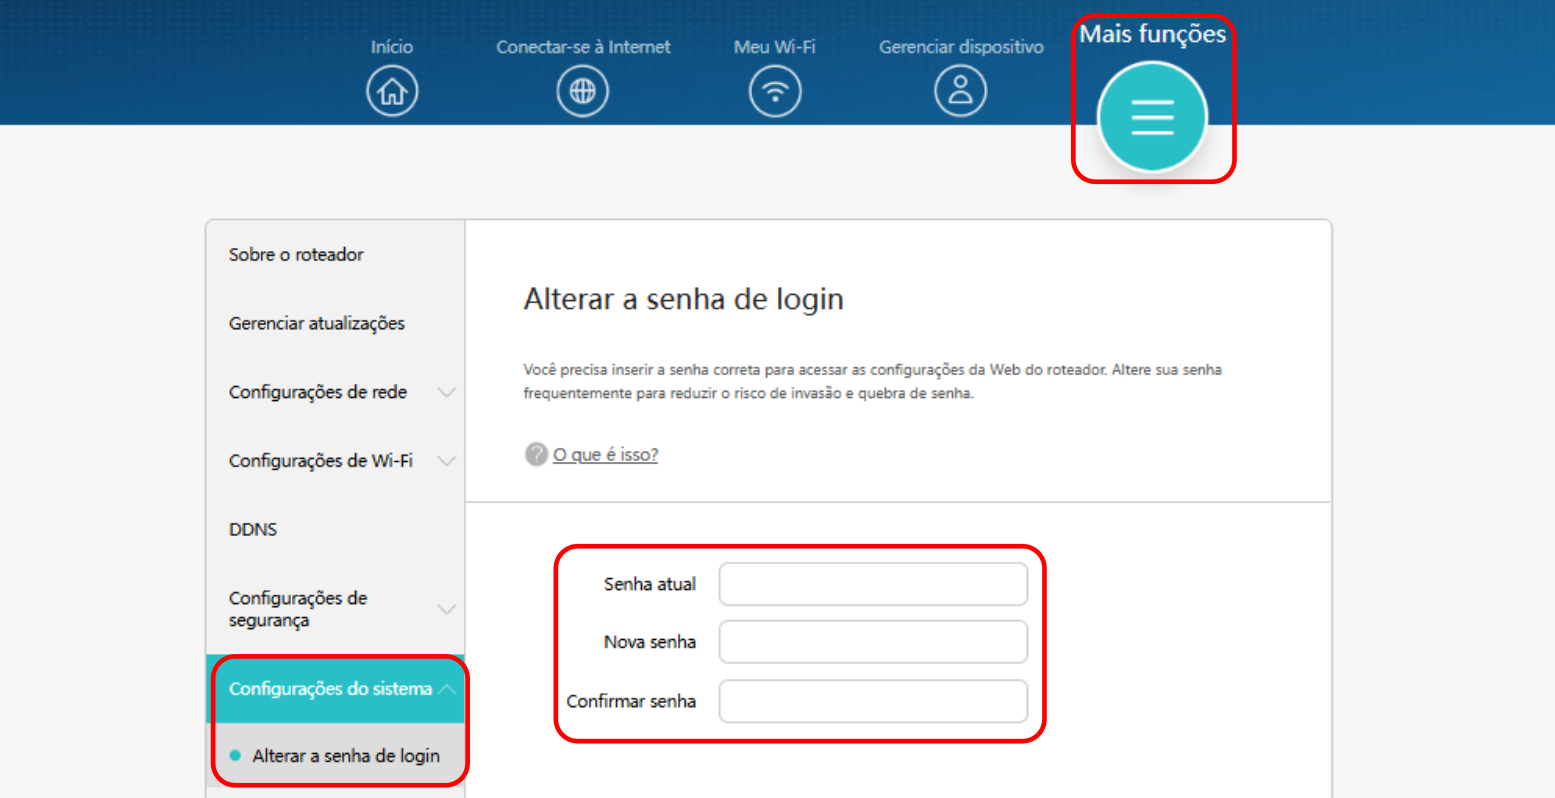 Início
Conectar-se à Internet
Meu Wi-Fi
Gerenciar dispositivo
Mais funções
Sobre o roteador
Gerenciar atualizações
Configurações de rede
Configurações de Wi-Fi
DDNS
Configurações de
segurança
Configurações do sistema
Alterar a senha de login
Alterar a senha de login
Você precisa inserir a senha correta para acessar as configurações da Web do roteador. Altere sua senha
frequentemente para reduzir o risco de invasão e quebra de senha.
? O que é isso?
Senha atual
Nova senha
Confirmar senha